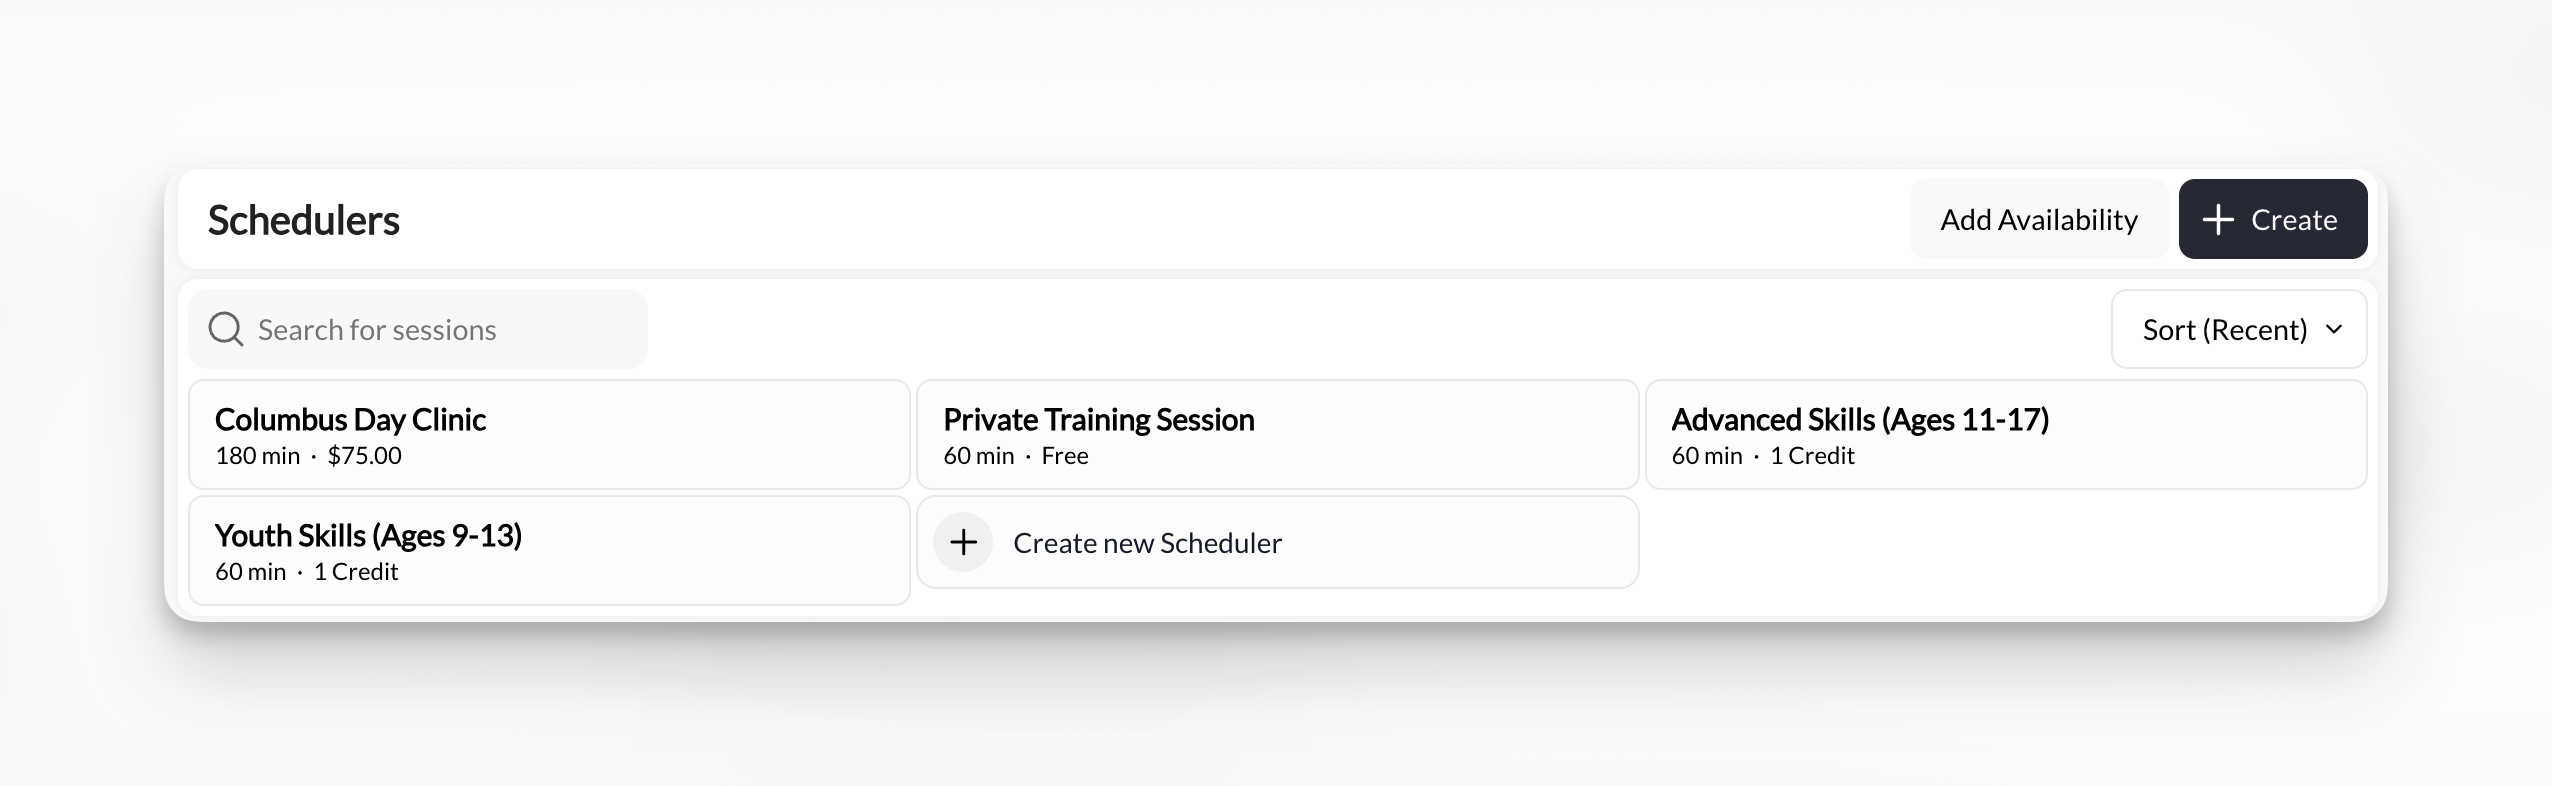 Schedulers
Add Availability
Create
Search for sessions
Sort (Recent)
Columbus Day Clinic
180 min · $75.00
Private Training Session
60 min · Free
Advanced Skills (Ages 11-17)
60 min · 1 Credit
Youth Skills (Ages 9-13)
60 min · 1 Credit
Create new Scheduler